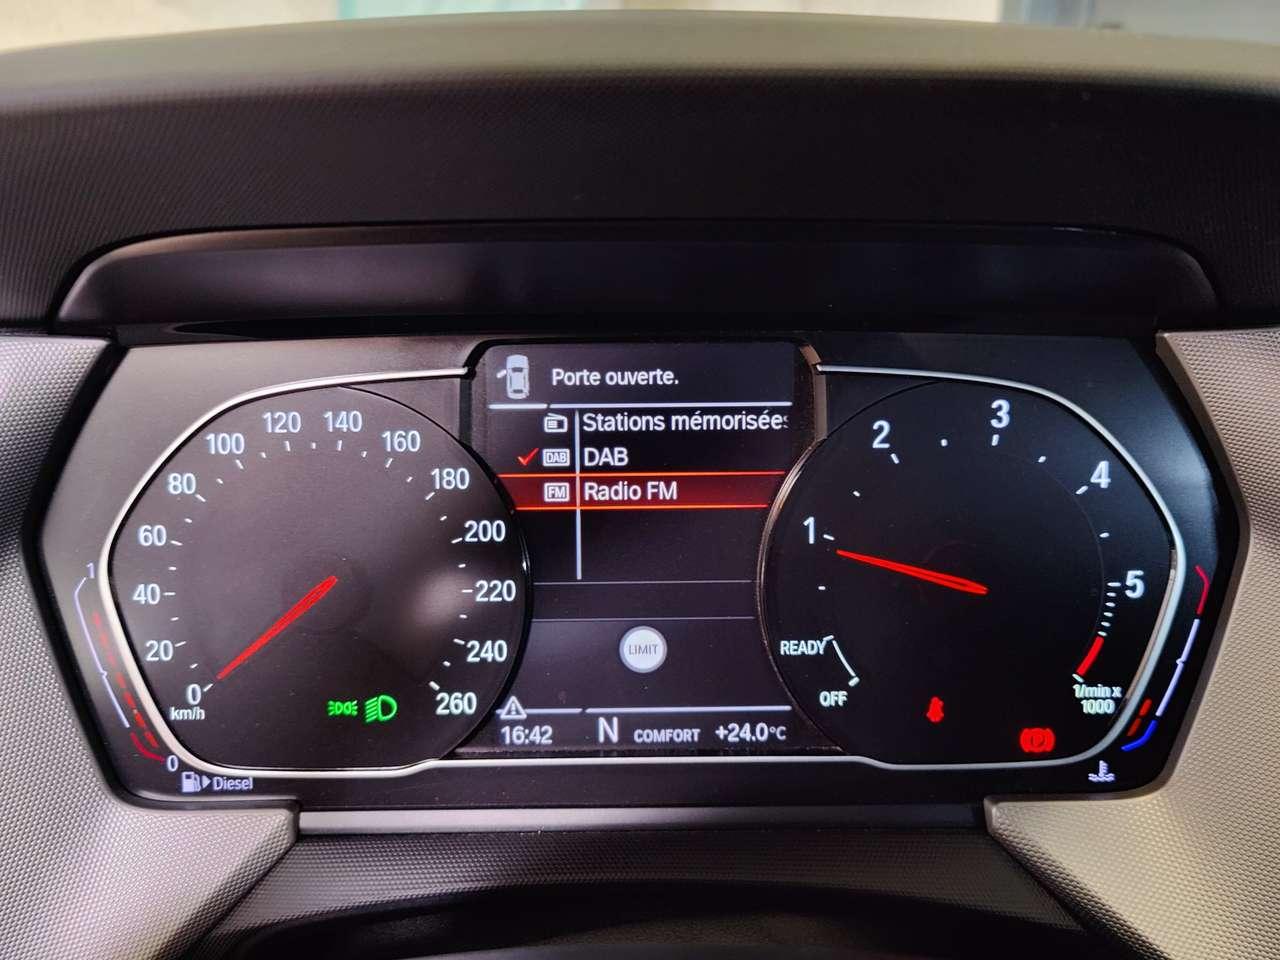 Porte ouverte.
Stations mémorisées
DAB DAB
FM Radio FM
LIMIT
16:42 N COMFORT +24.0°C
0 20 40 60 80 100 120 140 160 180 200 220 240 260
km/h
1
0
Diesel
OFF READY 1 2 3 4 5
1/min x
1000
P